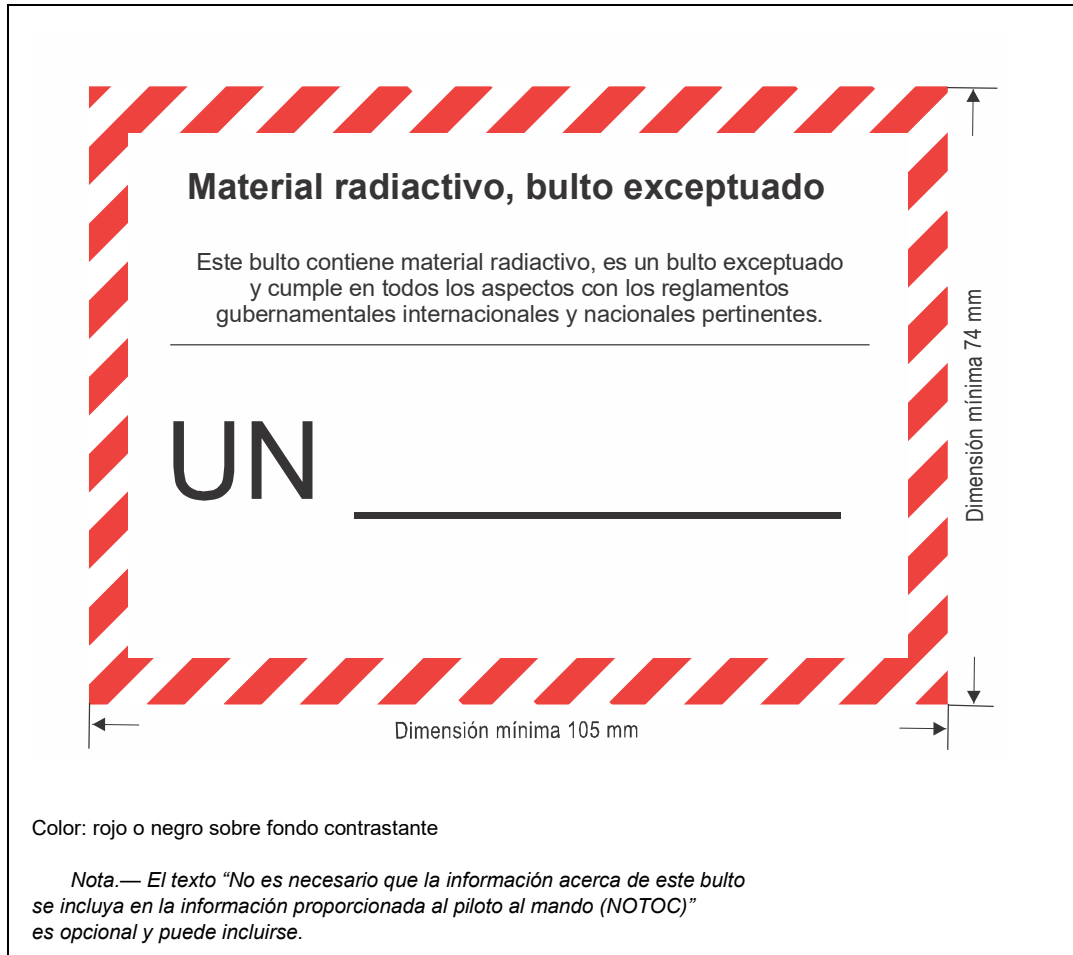 Material radiactivo, bulto exceptuado
Este bulto contiene material radiactivo, es un bulto exceptuado
y cumple en todos los aspectos con los reglamentos
gubernamentales internacionales y nacionales pertinentes.
UN
Dimensión mínima 74 mm
Dimensión mínima 105 mm
Color: rojo o negro sobre fondo contrastante
Nota.— El texto “No es necesario que la información acerca de este bulto
se incluya en la información proporcionada al piloto al mando (NOTOC)”
es opcional y puede incluirse.